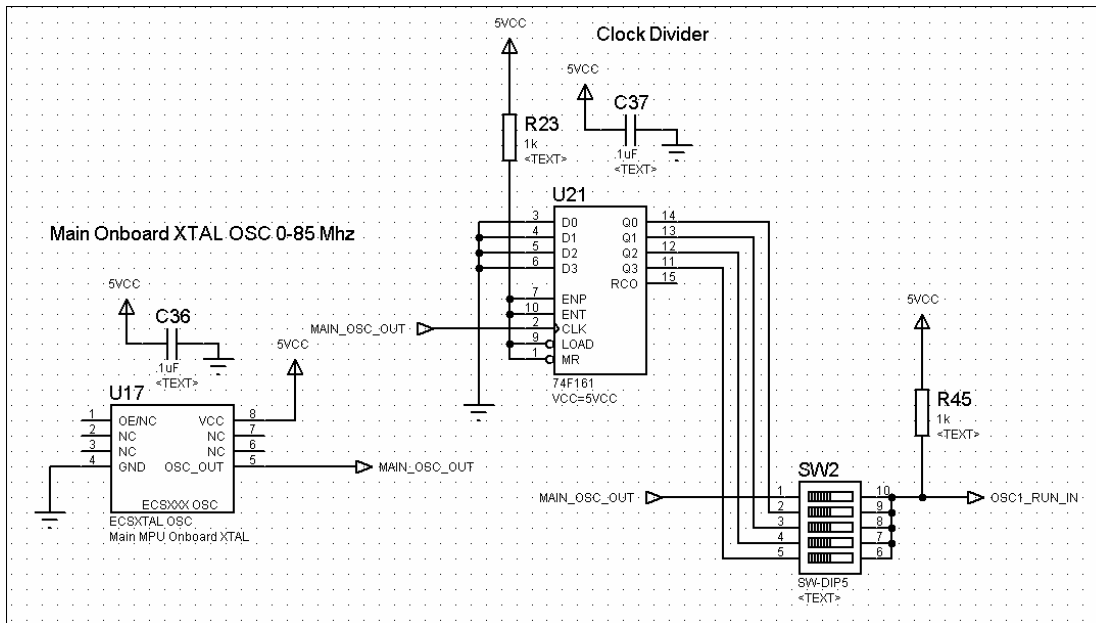 Clock Divider
5VCC
R23
1k
<TEXT>
5VCC
C37
.1uF
<TEXT>
U21
3 D0 Q0 14
4 D1 Q1 13
5 D2 Q2 12
6 D3 Q3 11
RCO 15
7 ENP
10 ENT
MAIN_OSC_OUT 2 CLK
9 LOAD
1 MR
74F161
VCC=5VCC
Main Onboard XTAL OSC 0-85 Mhz
5VCC
C36
.1uF
<TEXT>
5VCC
U17
1 OE/NC VCC 8
2 NC NC 7
3 NC NC 6
4 GND OSC_OUT 5
MAIN_OSC_OUT
ECSXXX OSC
ECSXTAL OSC
Main MPU Onboard XTAL
5VCC
R45
1k
<TEXT>
SW2
MAIN_OSC_OUT 1 10 OSC1_RUN_IN
2 9
3 8
4 7
5 6
SW-DIP5
<TEXT>